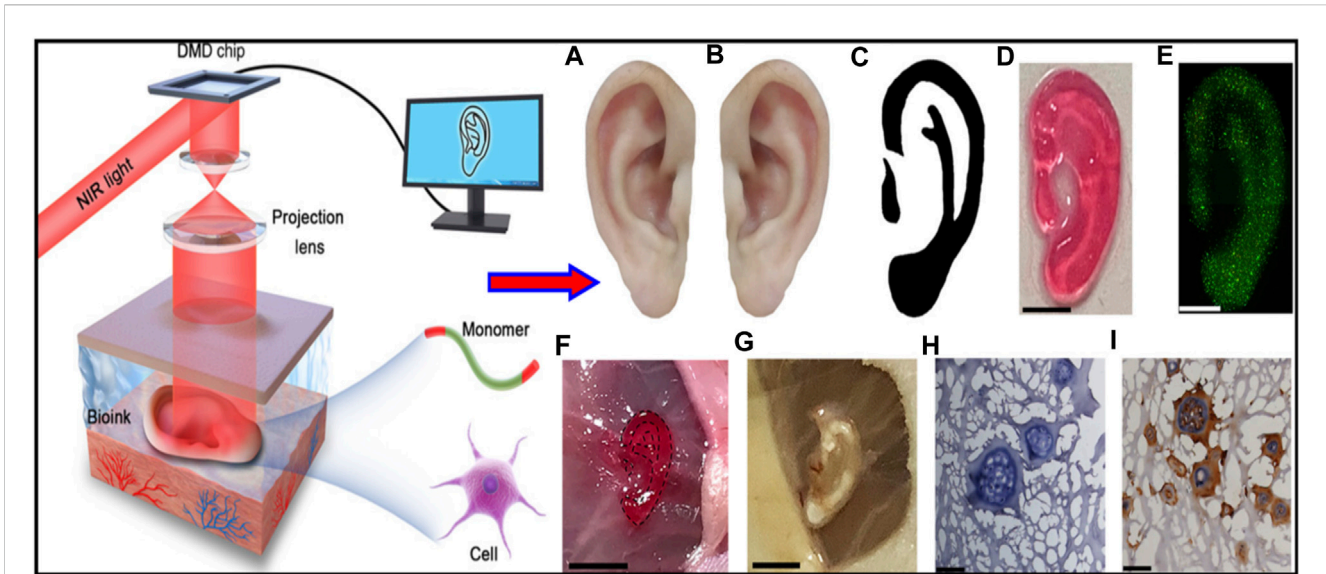 DMD chip
NIR light
Projection
lens
Bioink
Monomer
Cell
A
B
C
D
E
F
G
H
I